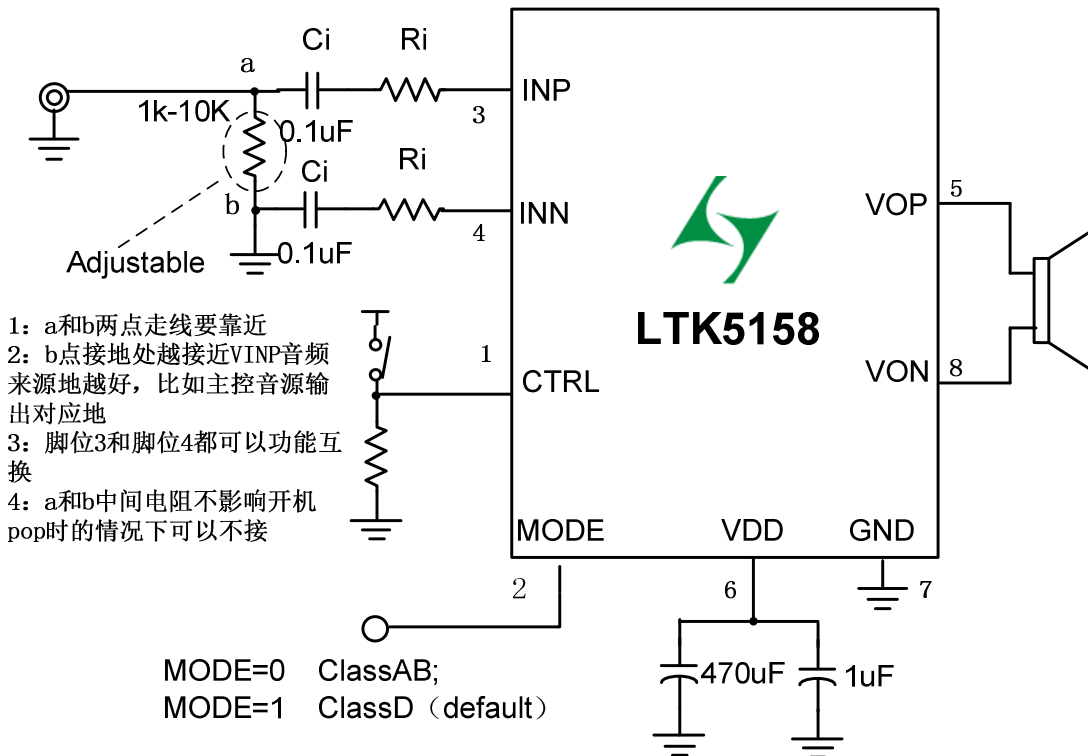 Ci
Ri
a
INP
1k-10K
3
0.1uF
Ci
Ri
b
INN
4
0.1uF
Adjustable
VOP
5
LTK5158
1: a和b两点走线要靠近
2: b点接地处越接近VINP音频
来源地越好，比如主控音源输
出对应地
3: 脚位3和脚位4都可以功能互
换
4: a和b中间电阻不影响开机
pop时的情况下可以不接
1
CTRL
VON
8
MODE
VDD
GND
2
6
7
MODE=0 ClassAB;
MODE=1 ClassD（default）
470uF
1uF